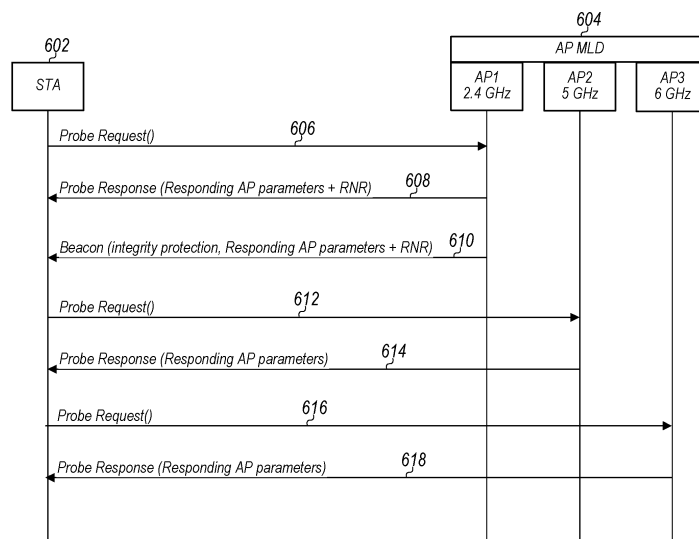 602
604
STA
AP MLD
AP1
2.4 GHz
AP2
5 GHz
AP3
6 GHz
Probe Request()
606
Probe Response (Responding AP parameters + RNR)
608
Beacon (integrity protection, Responding AP parameters + RNR)
610
Probe Request()
612
Probe Response (Responding AP parameters)
614
Probe Request()
616
Probe Response (Responding AP parameters)
618